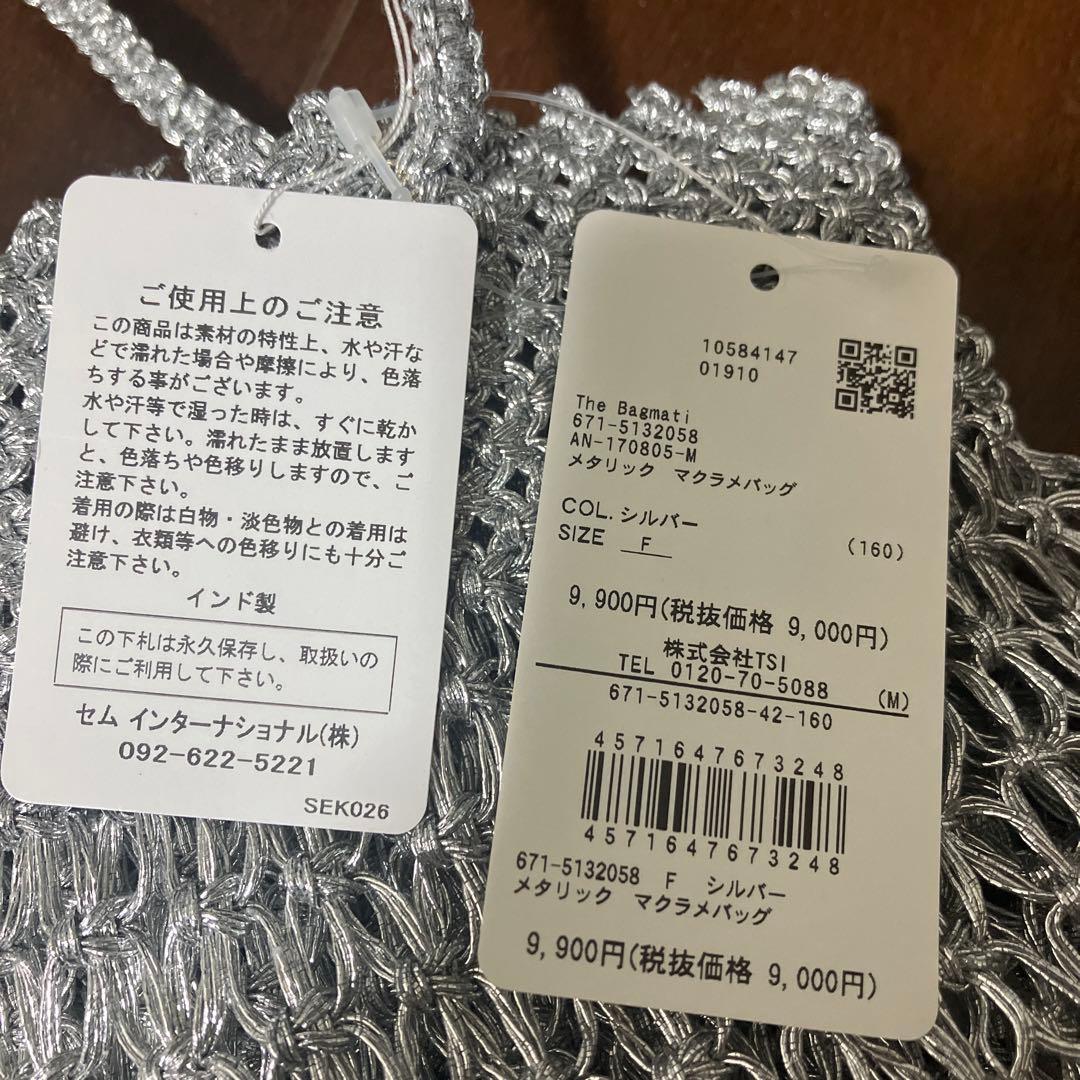 ご使用上のご注意
この商品は素材の特性上、水や汗な
どで濡れた場合や摩擦により、色落
ちする事がございます。
水や汗等で湿った時は、すぐに乾か
して下さい。濡れたまま放置します
と、色落ちや色移りしますので、ご
注意下さい。
着用の際は白物・淡色物との着用は
避け、衣類等への色移りにも十分ご
注意下さい。
インド製
この下札は永久保存し、取扱いの
際にご利用して下さい。
セム インターナショナル(株)
092-622-5221
SEK026
10584147
01910
The Bagmati
671-5132058
AN-170805-M
メタリック マクラメバッグ
COL. シルバー
SIZE F (160)
9,900円(税抜価格 9,000円)
株式会社TSI
TEL 0120-70-5088 (M)
671-5132058-42-160
4571647673248
4571647673248
671-5132058 F シルバー
メタリック マクラメバッグ
9,900円(税抜価格 9,000円)